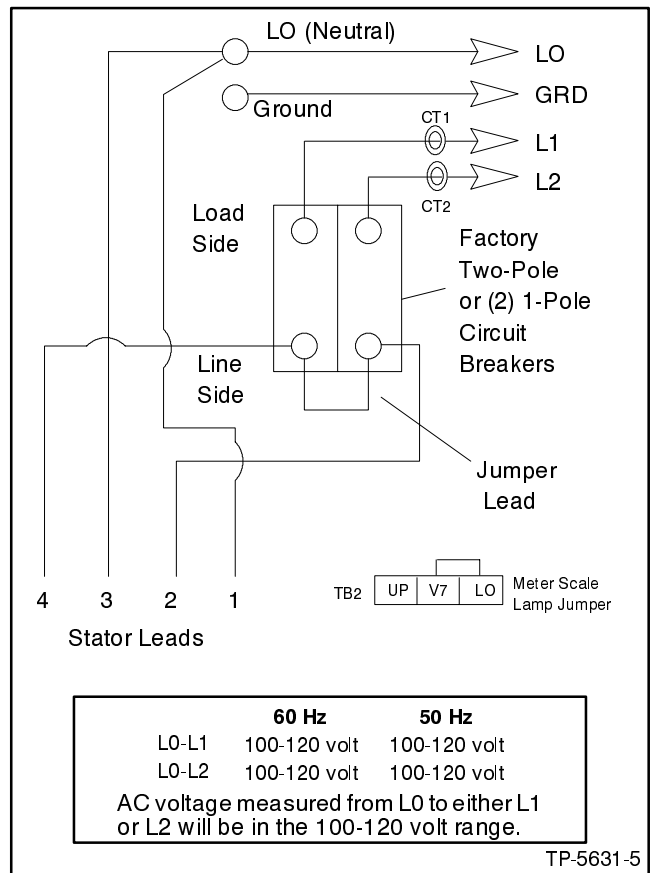 LO (Neutral)
LO
GRD
Ground
CT1
L1
L2
CT2
Load
Side
Factory
Two-Pole
or (2) 1-Pole
Circuit
Breakers
Line
Side
Jumper
Lead
4 3 2 1
Stator Leads
TB2 UP V7 LO
Meter Scale
Lamp Jumper
60 Hz 50 Hz
L0-L1 100-120 volt 100-120 volt
L0-L2 100-120 volt 100-120 volt
AC voltage measured from L0 to either L1
or L2 will be in the 100-120 volt range.
TP-5631-5